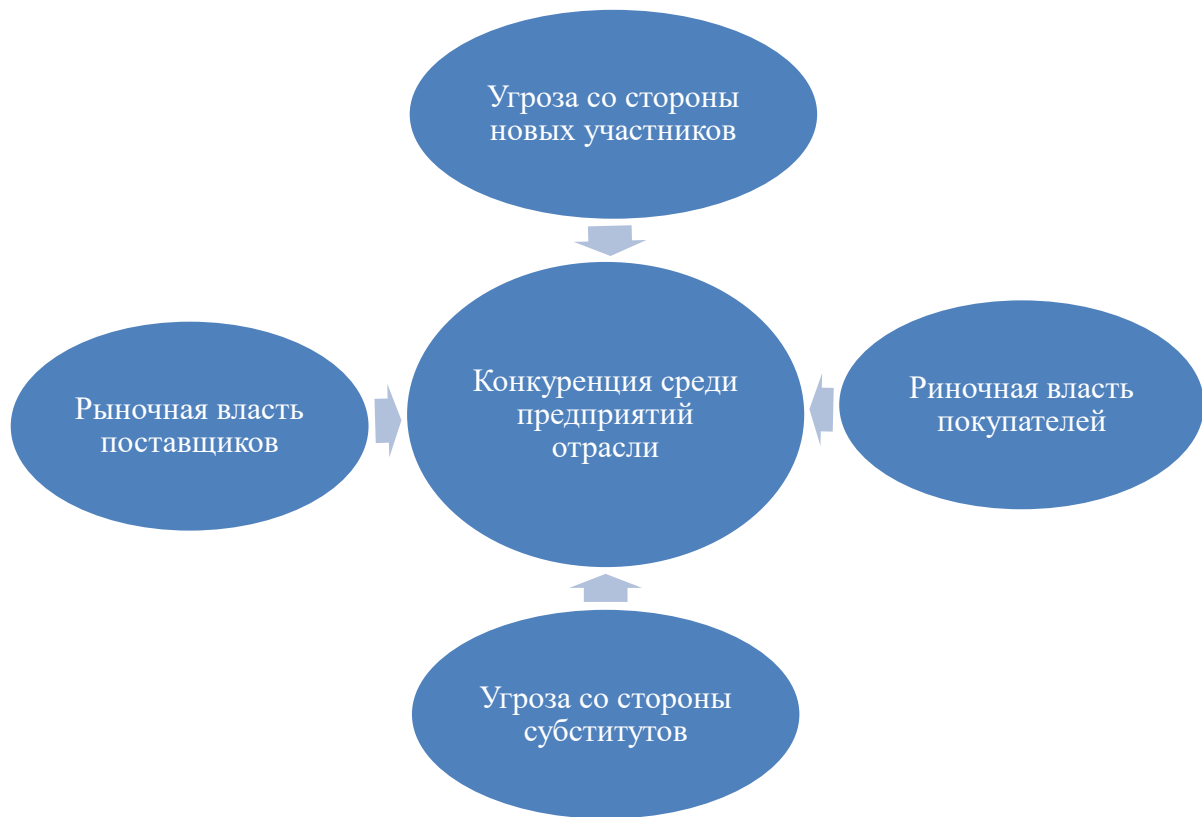 Угроза со стороны
новых участников
Рыночная власть
поставщиков
Конкуренция среди
предприятий
отрасли
Риночная власть
покупателей
Угроза со стороны
субститутов